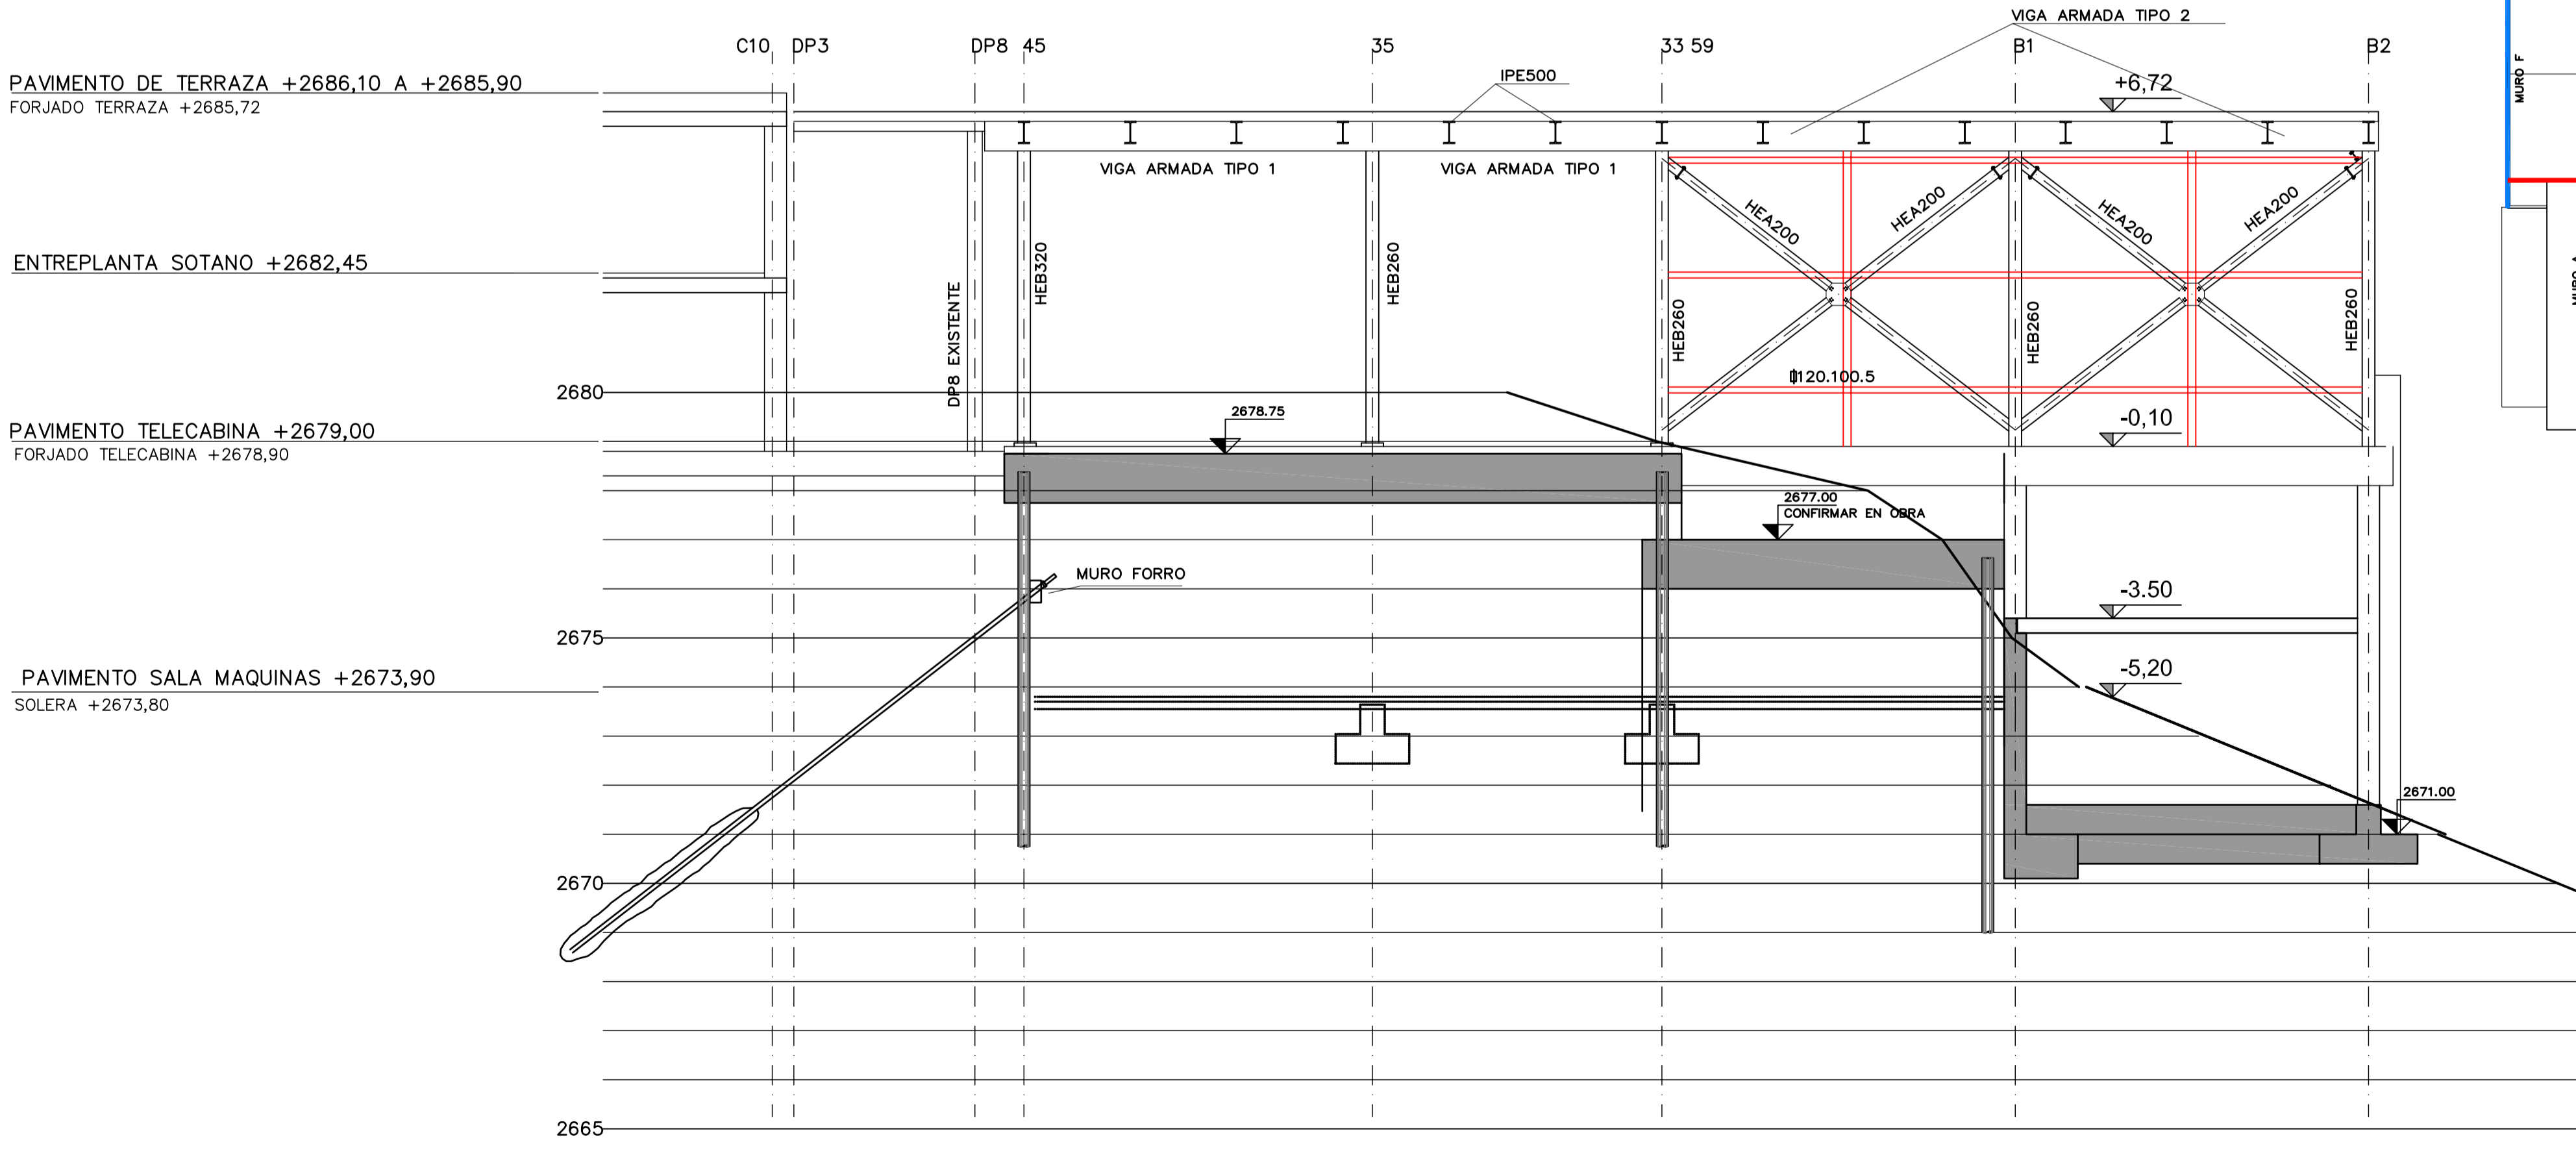 VIGA ARMADA TIPO 2
C10
DP3
DP8
45
35
33 59
B1
B2
PAVIMENTO DE TERRAZA +2686,10 A +2685,90
FORJADO TERRAZA +2685,72
IPE500
+6,72
MURO F
VIGA ARMADA TIPO 1
VIGA ARMADA TIPO 1
HEA200
HEA200
HEA200
HEA200
ENTREPLANTA SOTANO +2682,45
HEB320
HEB260
DP8 EXISTENTE
HEB260
HEB260
HEB260
120.100.5
2680
2678.75
PAVIMENTO TELECABINA +2679,00
FORJADO TELECABINA +2678,90
-0,10
2677.00
CONFIRMAR EN OBRA
MURO FORRO
-3.50
2675
PAVIMENTO SALA MAQUINAS +2673,90
SOLERA +2673,80
-5,20
2671.00
2670
2665